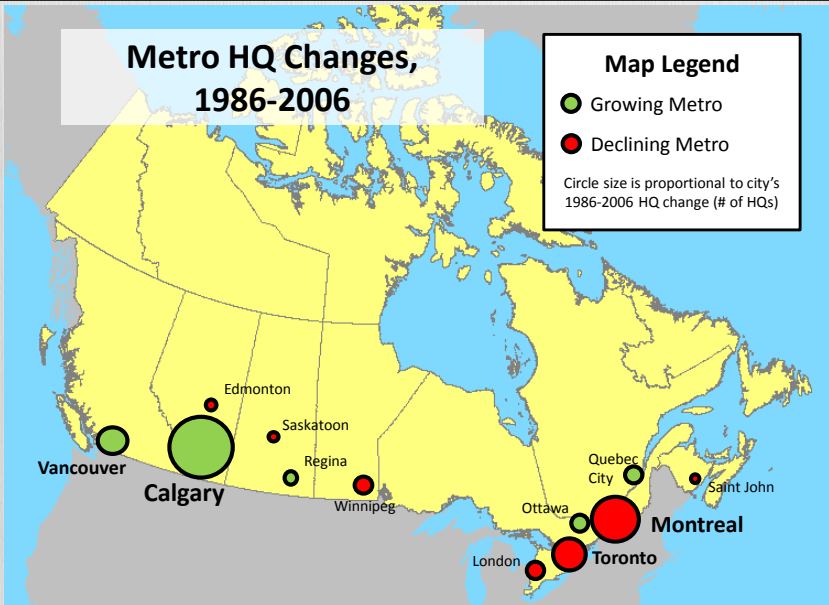 Metro HQ Changes,
1986-2006
Map Legend
Growing Metro
Declining Metro
Circle size is proportional to city's
1986-2006 HQ change (# of HQs)
Edmonton
Saskatoon
Regina
Vancouver
Calgary
Winnipeg
Quebec
City
Saint John
Ottawa
Montreal
London
Toronto